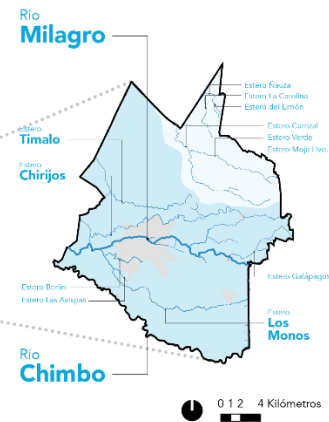 Río
Milagro
Estero Ñauza
Estero La Carolina
Estero del Limón
Estero Carrizal
Estero Verde
Estero Moja Hvo.
Estero
Timalo
Estero
Chirijos
Estero Galápagos
Estero Berlín
Estero Las Avispas
Estero
Los
Monos
Río
Chimbo
0 1 2 4 Kilómetros